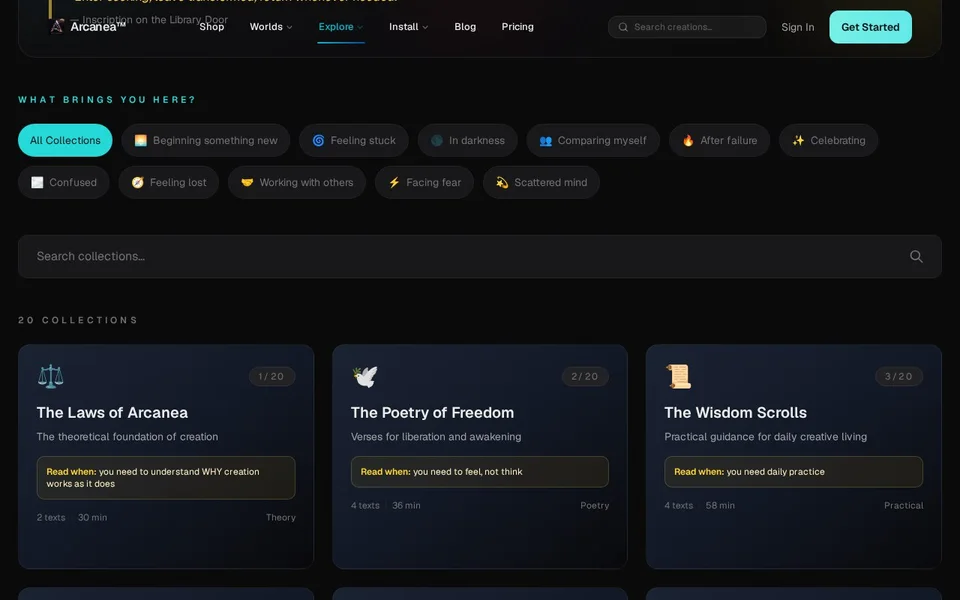 — Inscription on the Library Door
Arcanea™
Shop
Worlds
Explore
Install
Blog
Pricing
Search creations...
Sign In
Get Started
WHAT BRINGS YOU HERE?
All Collections
Beginning something new
Feeling stuck
In darkness
Comparing myself
After failure
Celebrating
Confused
Feeling lost
Working with others
Facing fear
Scattered mind
Search collections...
20 COLLECTIONS
1/20
The Laws of Arcanea
The theoretical foundation of creation
Read when: you need to understand WHY creation
works as it does
2 texts
30 min
Theory
2/20
The Poetry of Freedom
Verses for liberation and awakening
Read when: you need to feel, not think
4 texts
36 min
Poetry
3/20
The Wisdom Scrolls
Practical guidance for daily creative living
Read when: you need daily practice
4 texts
58 min
Practical